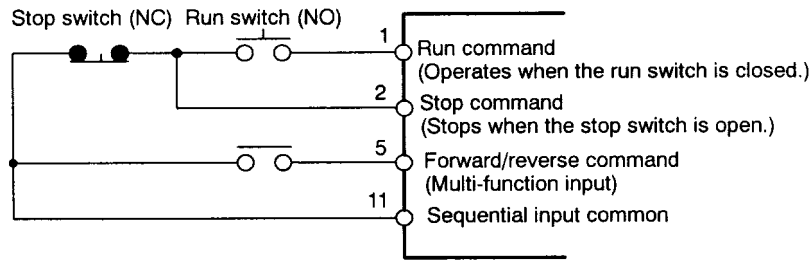 Stop switch (NC) Run switch (NO)
1
Run command
(Operates when the run switch is closed.)
2
Stop command
(Stops when the stop switch is open.)
5
Forward/reverse command
(Multi-function input)
11
Sequential input common